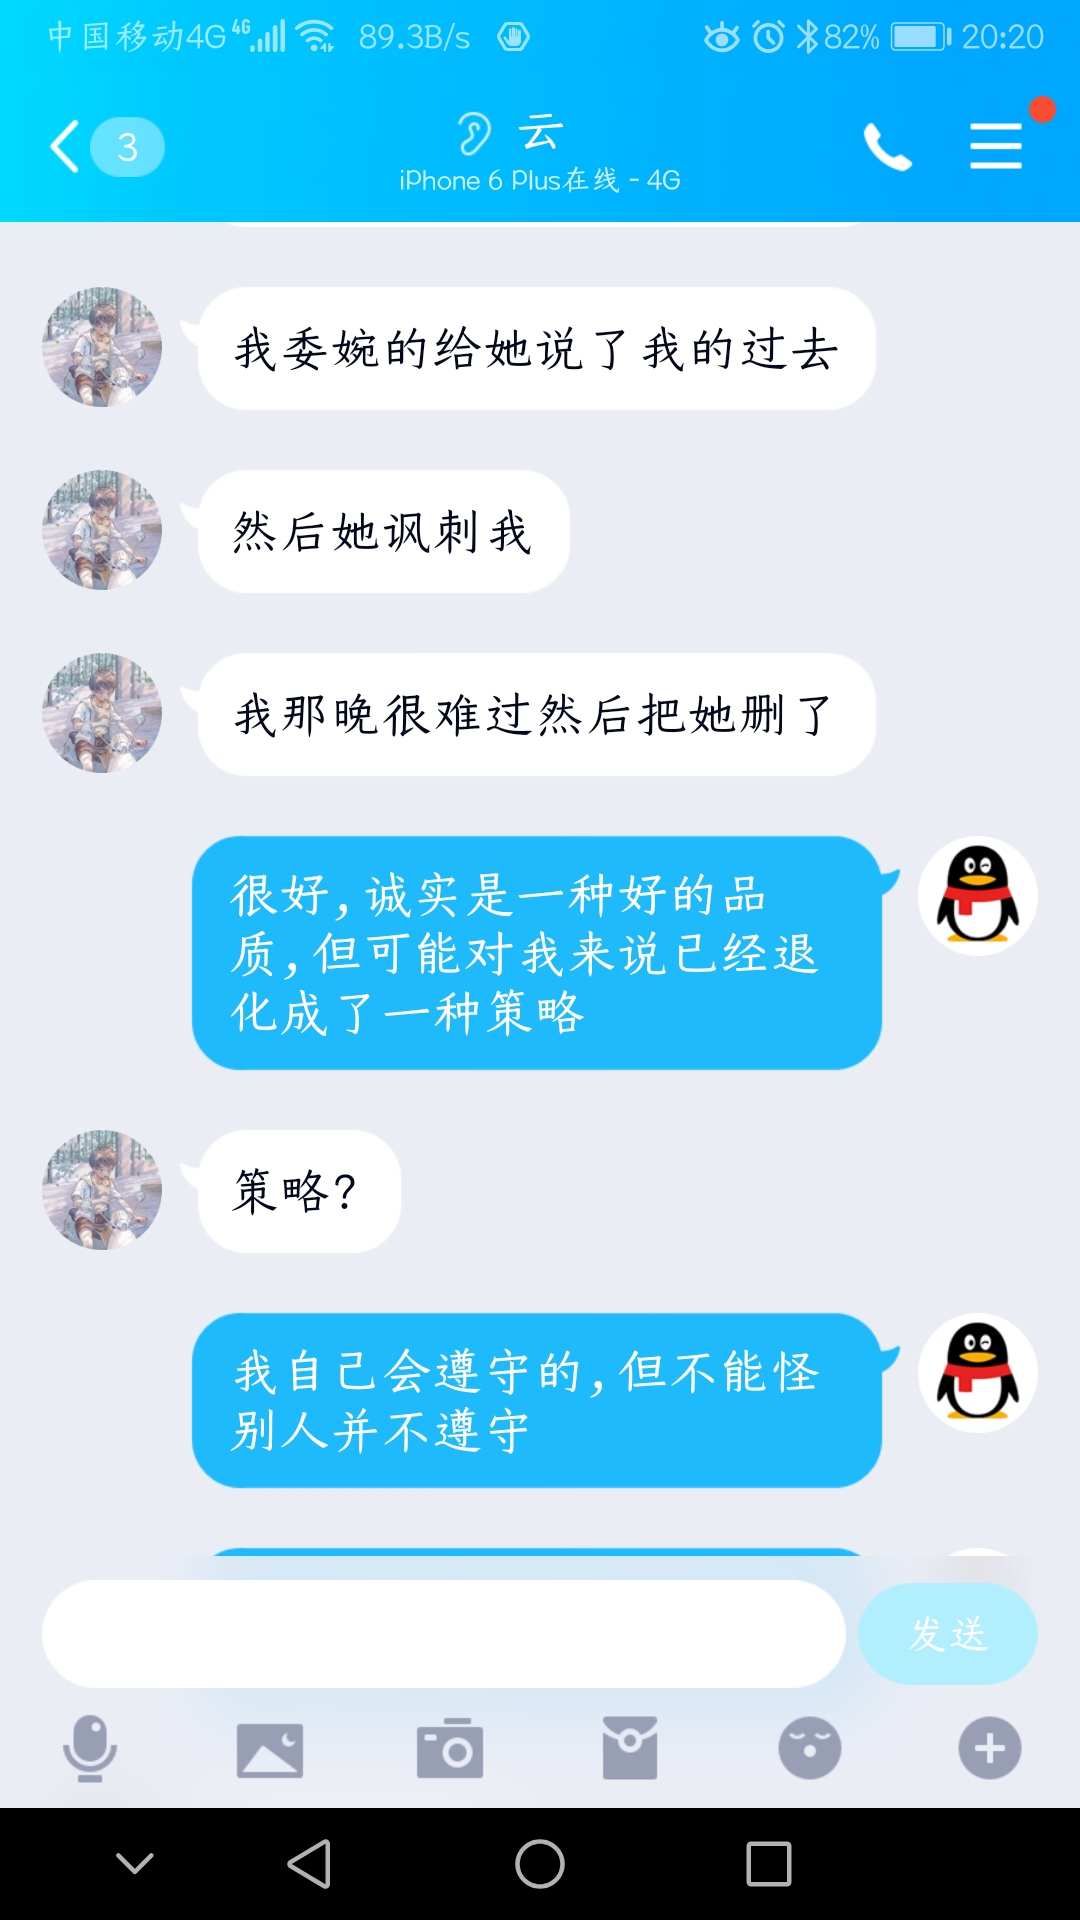 中国移动4G 4G 89.3B/s 82% 20:20
3 云
iPhone 6 Plus在线 - 4G
我委婉的给她说了我的过去
然后她讽刺我
我那晚很难过然后把她删了
很好,诚实是一种好的品
质,但可能对我来说已经退
化成了一种策略
策略?
我自己会遵守的,但不能怪
别人并不遵守
发送